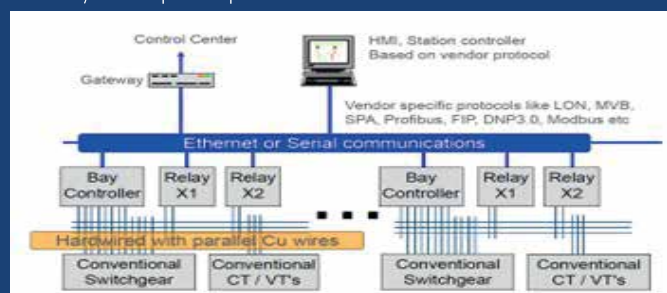 Control Center
HMI, Station controller
Based on vendor protocol
Gateway
Vendor specific protocols like LON, MVB,
SPA, Profibus, FIP, DNP3.0, Modbus etc
Ethernet or Serial communications
Bay
Controller
Relay
X1
Relay
X2
Bay
Controller
Relay
X1
Relay
X2
Hardwired with parallel Cu wires
Conventional
Switchgear
Conventional
CT / VT's
Conventional
Switchgear
Conventional
CT / VT's